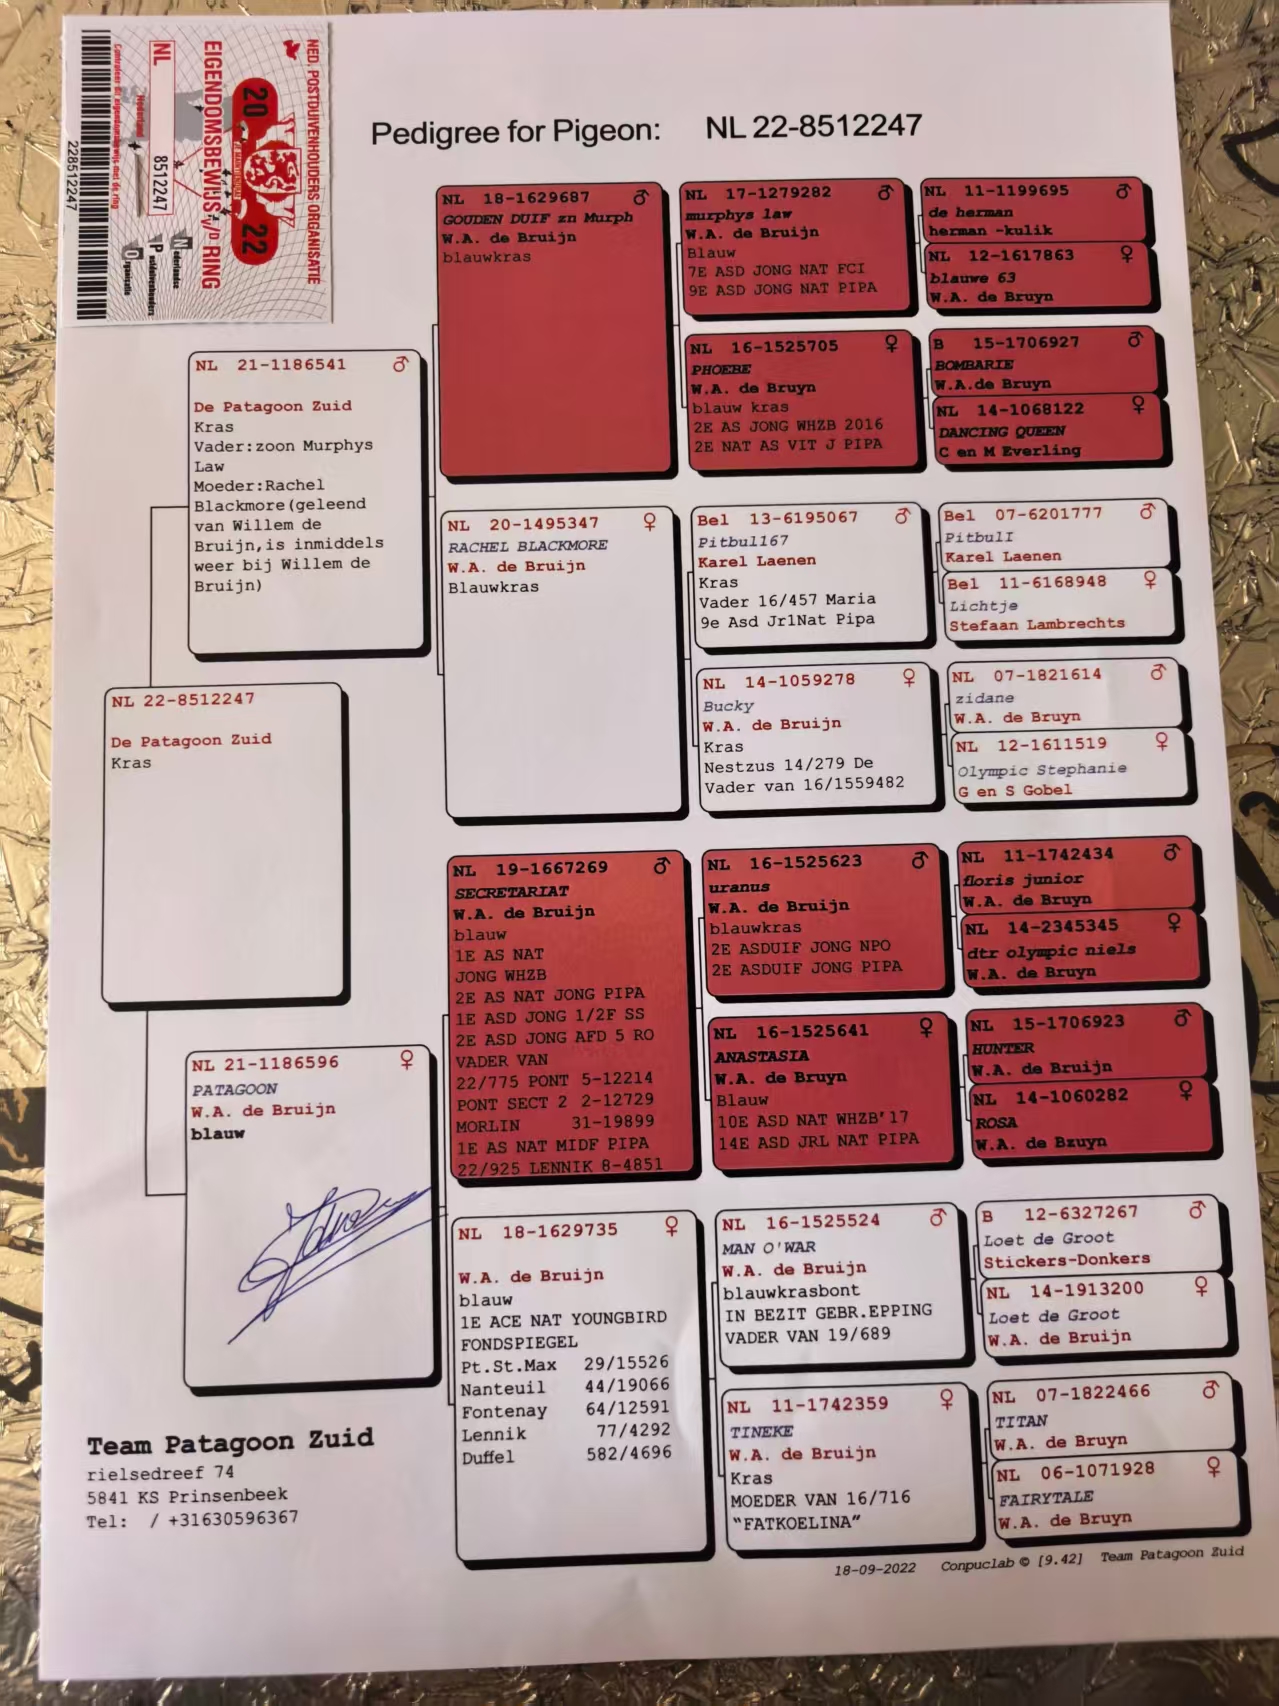 NED. POSTDUIVENHOUDERS-ORGANISATIE
20 22
EIGENDOMSBEWIJS V/D RING
NL 8512247
Nederland
Nederlandse
Postduivenhouders
Organisatie
Controleer dit eigendomsbewijs met de ring
228512247
Pedigree for Pigeon: NL 22-8512247
NL 22-8512247
De Patagoon Zuid
Kras
NL 21-1186541 ♂
De Patagoon Zuid
Kras
Vader:zoon Murphys
Law
Moeder:Rachel
Blackmore(geleend
van Willem de
Bruijn,is inmiddels
weer bij Willem de
Bruijn)
NL 21-1186596 ♀
PATAGOON
W.A. de Bruijn
blauw
NL 18-1629687 ♂
GOUDEN DUIF zn Murph
W.A. de Bruijn
blauwkras
NL 20-1495347 ♀
RACHEL BLACKMORE
W.A. de Bruijn
Blauwkras
NL 19-1667269 ♂
SECRETARIAT
W.A. de Bruijn
blauw
1E AS NAT
JONG WHZB
2E AS NAT JONG PIPA
1E ASD JONG 1/2F SS
2E ASD JONG AFD 5 RO
VADER VAN
22/775 PONT 5-12214
PONT SECT 2 2-12729
MORLIN 31-19899
1E AS NAT MIDF PIPA
22/925 LENNIK 8-4851
NL 18-1629735 ♀
W.A. de Bruijn
blauw
1E ACE NAT YOUNGBIRD
FONDSPIEGEL
Pt.St.Max 29/15526
Nanteuil 44/19066
Fontenay 64/12591
Lennik 77/4292
Duffel 582/4696
NL 17-1279282 ♂
murphys law
W.A. de Bruijn
Blauw
7E ASD JONG NAT FCI
9E ASD JONG NAT PIPA
NL 16-1525705 ♀
PHOEBE
W.A. de Bruyn
blauw kras
2E AS JONG WHZB 2016
2E NAT AS VIT J PIPA
Bel 13-6195067 ♂
Pitbull67
Karel Laenen
Kras
Vader 16/457 Maria
9e Asd Jr1Nat Pipa
NL 14-1059278 ♀
Bucky
W.A. de Bruijn
Kras
Nestzus 14/279 De
Vader van 16/1559482
NL 16-1525623 ♂
uranus
W.A. de Bruijn
blauwkras
2E ASDUIF JONG NPO
2E ASDUIF JONG PIPA
NL 16-1525641 ♀
ANASTASIA
W.A. de Bruyn
Blauw
10E ASD NAT WHZB'17
14E ASD JRL NAT PIPA
NL 16-1525524 ♂
MAN O'WAR
W.A. de Bruijn
blauwkrasbont
IN BEZIT GEBR.EPPING
VADER VAN 19/689
NL 11-1742359 ♀
TINEKE
W.A. de Bruijn
Kras
MOEDER VAN 16/716
"FATKOELINA"
NL 11-1199695 ♂
de herman
herman -kulik
NL 12-1617863 ♀
blauwe 63
W.A. de Bruyn
B 15-1706927 ♂
BOMBARIE
W.A.de Bruyn
NL 14-1068122 ♀
DANCING QUEEN
C en M Everling
Bel 07-6201777 ♂
PitbulI
Karel Laenen
Bel 11-6168948 ♀
Lichtje
Stefaan Lambrechts
NL 07-1821614 ♂
zidane
W.A. de Bruyn
NL 12-1611519 ♀
Olympic Stephanie
G en S Gobel
NL 11-1742434 ♂
floris junior
W.A. de Bruyn
NL 14-2345345 ♀
dtr olympic niels
W.A. de Bruyn
NL 15-1706923 ♂
HUNTER
W.A. de Bruijn
NL 14-1060282 ♀
ROSA
W.A. de Bzuyn
B 12-6327267 ♂
Loet de Groot
Stickers-Donkers
NL 14-1913200 ♀
Loet de Groot
W.A. de Bruijn
NL 07-1822466 ♂
TITAN
W.A. de Bruyn
NL 06-1071928 ♀
FAIRYTALE
W.A. de Bruyn
Team Patagoon Zuid
rielsedreef 74
5841 KS Prinsenbeek
Tel: / +31630596367
18-09-2022 Conpuclab © [9.42] Team Patagoon Zuid